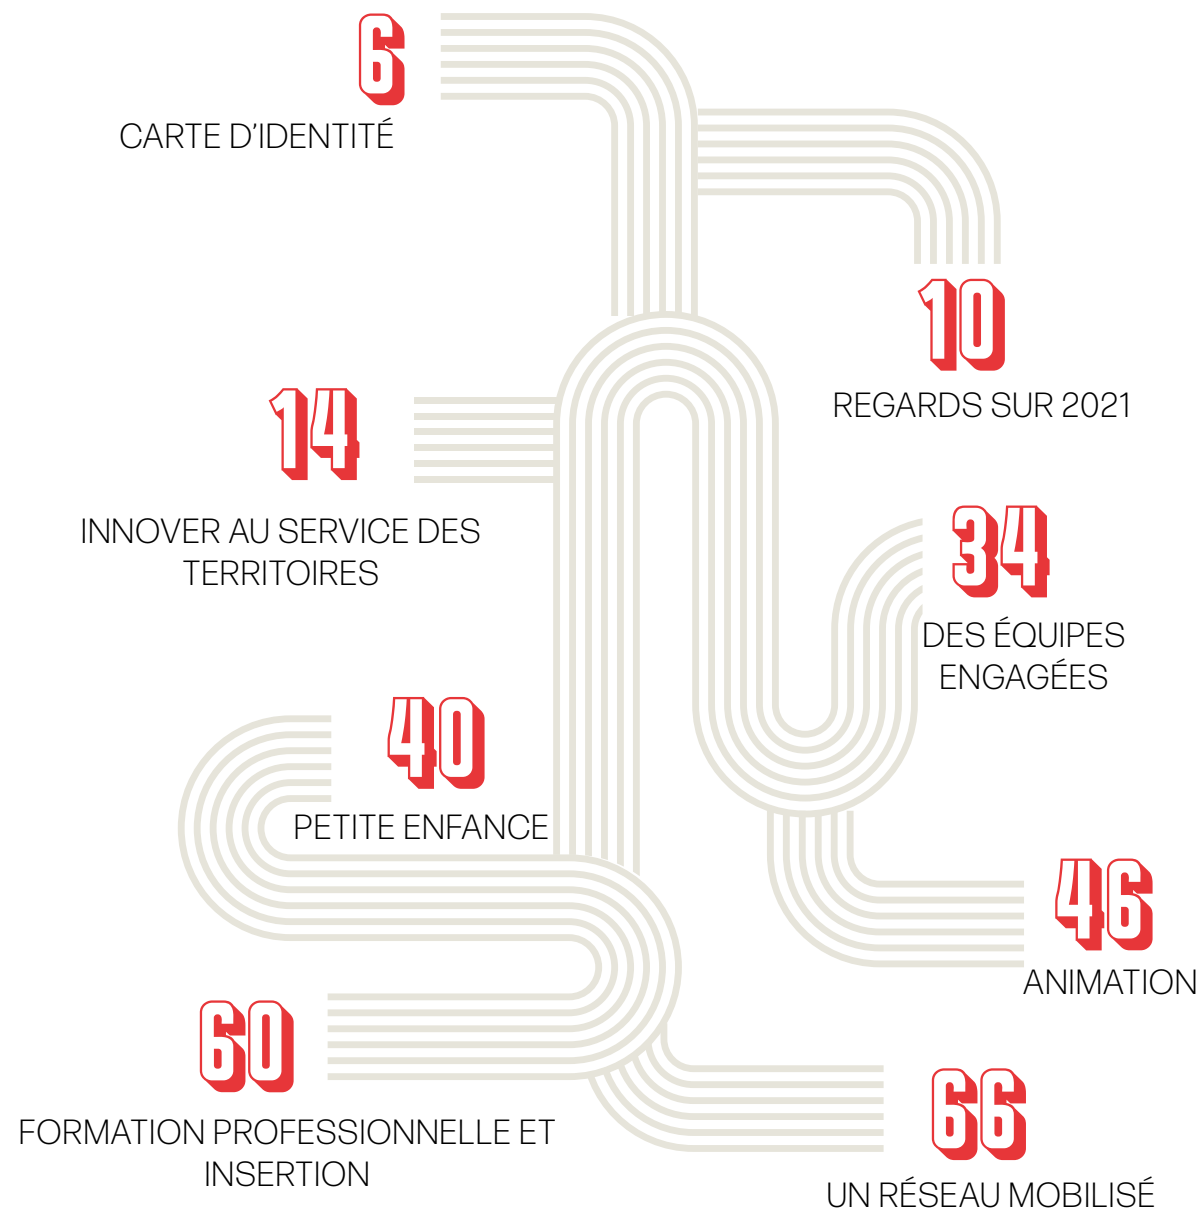 6
CARTE D'IDENTITÉ
10
REGARDS SUR 2021
14
INNOVER AU SERVICE DES
TERRITOIRES
34
DES ÉQUIPES
ENGAGÉES
40
PETITE ENFANCE
46
ANIMATION
60
FORMATION PROFESSIONNELLE ET
INSERTION
66
UN RÉSEAU MOBILISÉ